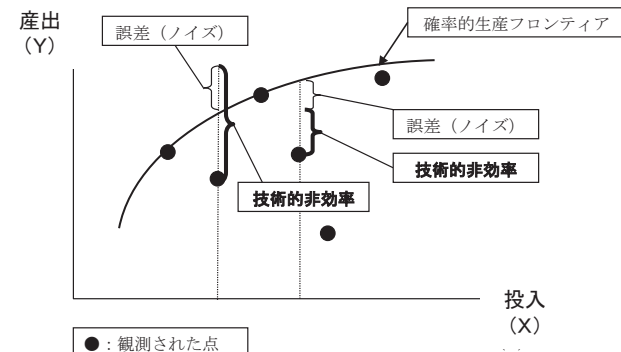 産出
（Y）
誤差（ノイズ）
確率的生産フロンティア
誤差（ノイズ）
技術的非効率
技術的非効率
投入
（X）
●：観測された点